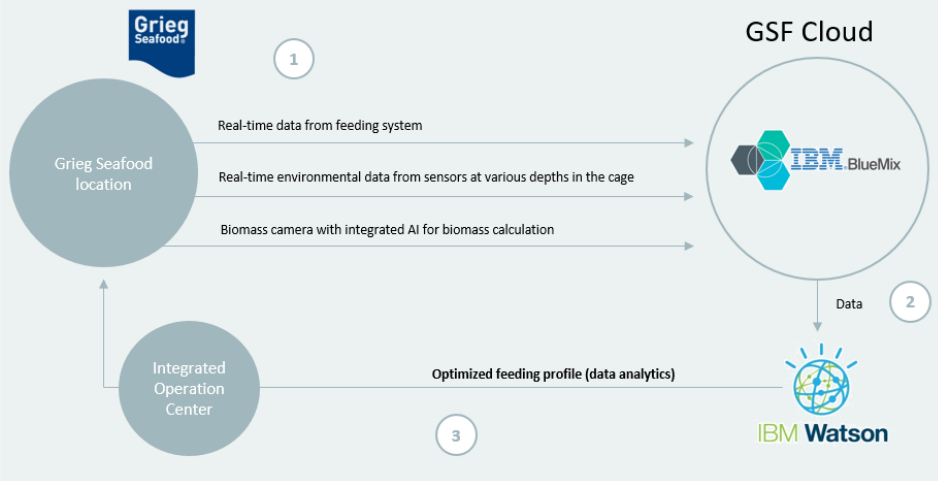 Grieg
Seafood®
1
GSF Cloud
Real-time data from feeding system
Grieg Seafood
location
IBM® BlueMix
Real-time environmental data from sensors at various depths in the cage
Biomass camera with integrated AI for biomass calculation
Data
2
Integrated
Operation
Center
Optimized feeding profile (data analytics)
3
IBM Watson